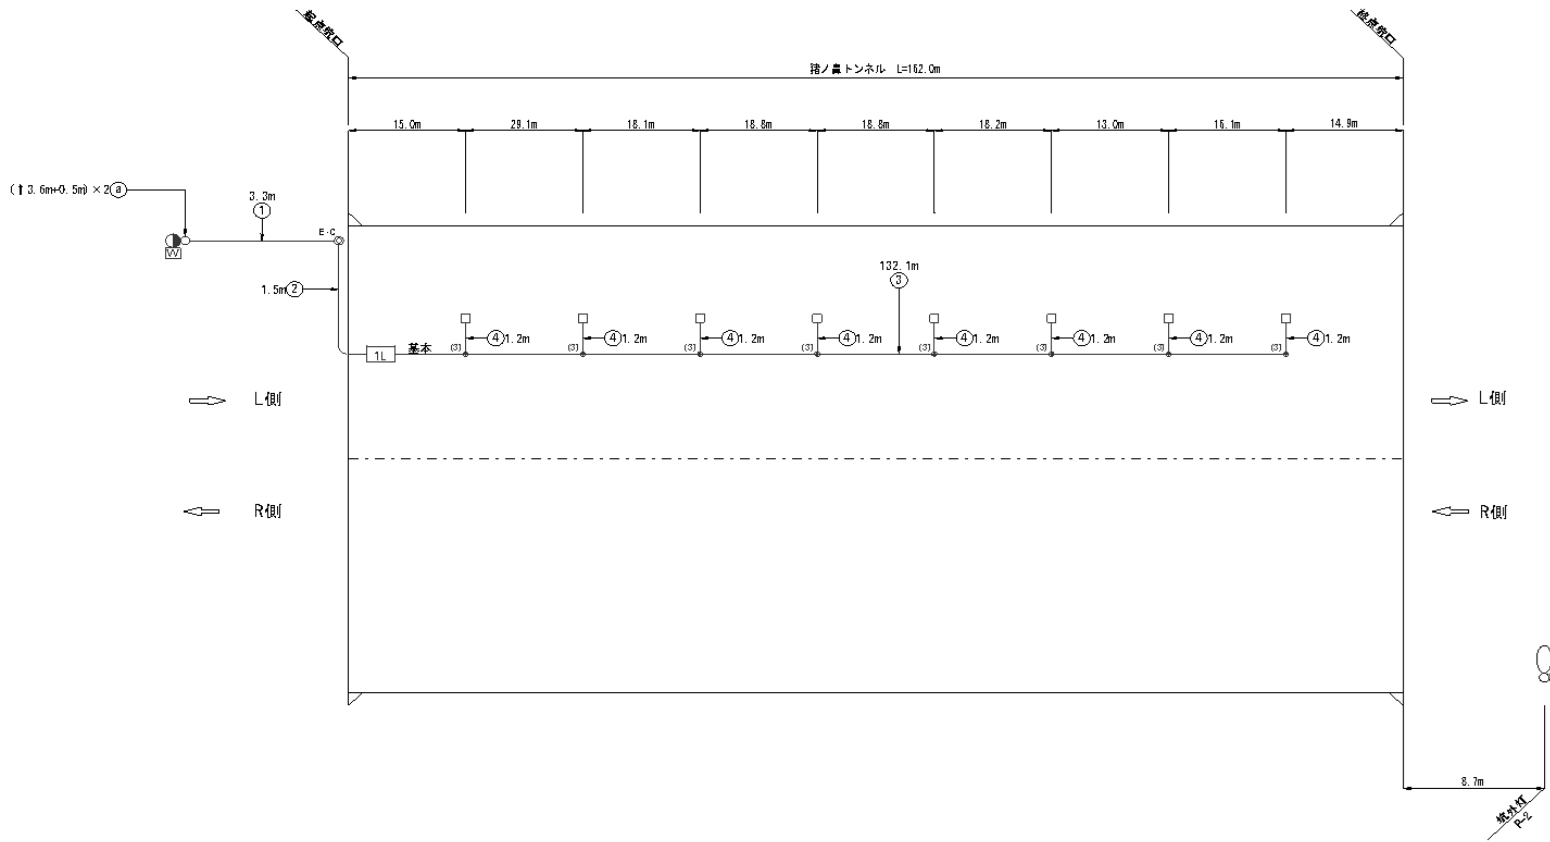 起点坑口
終点坑口
踏ノ鼻トンネル L=162.0m
15.0m 29.1m 18.1m 18.8m 18.8m 18.2m 13.0m 16.1m 14.9m
(↑3.6m+0.5m)×2 a
3.3m
1
E·C
W
1.5m 2
132.1m
3
4 1.2m 4 1.2m 4 1.2m 4 1.2m 4 1.2m 4 1.2m 4 1.2m 4 1.2m
1L 基本 (3) (3) (3) (3) (3) (3) (3) (3)
L側 L側
R側 R側
8.7m
坑外灯
P-2